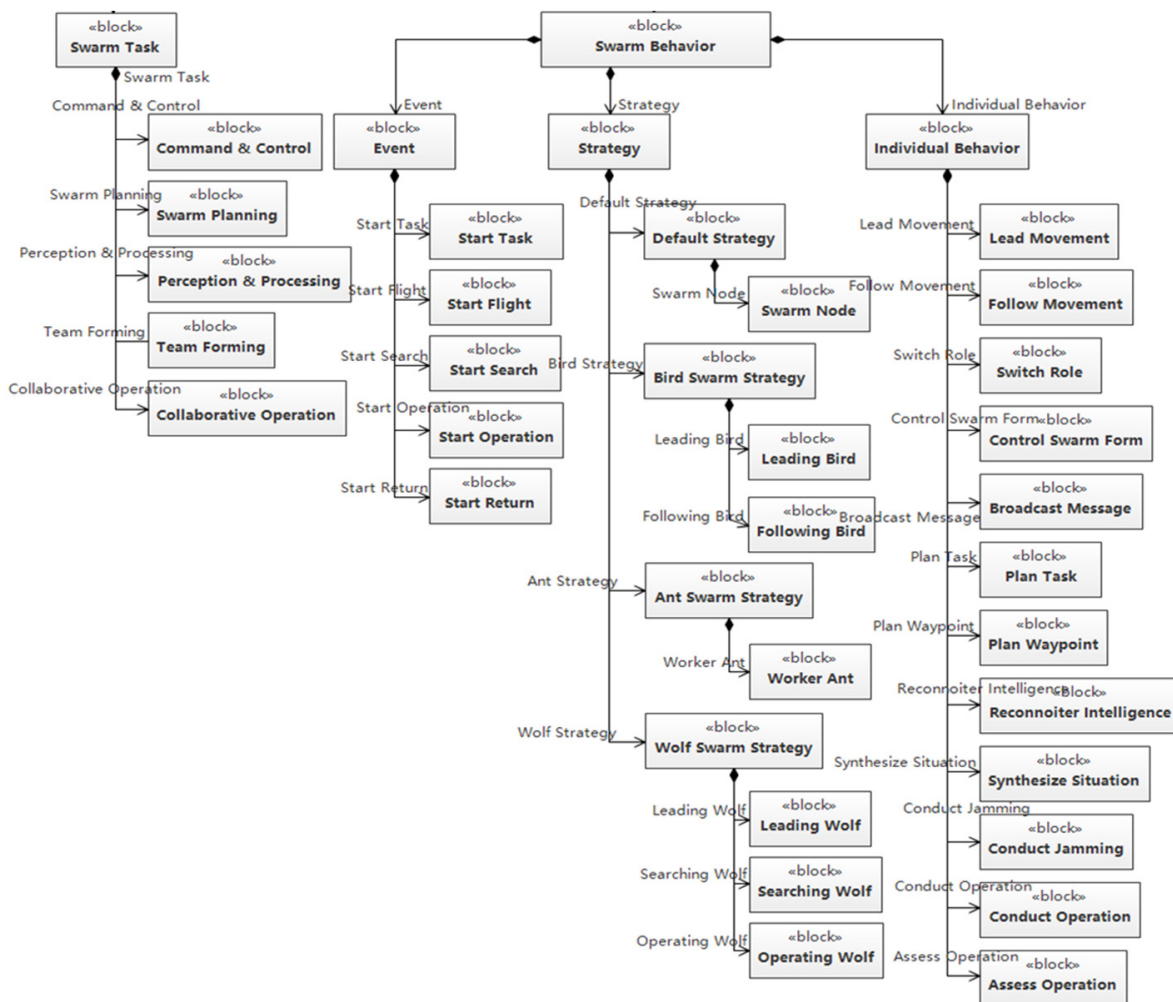 «block»
Swarm Task
Swarm Task
Command & Control
«block»
Command & Control
Swarm Planning
«block»
Swarm Planning
Perception & Processing
«block»
Perception & Processing
Team Forming
«block»
Team Forming
Collaborative Operation
«block»
Collaborative Operation
«block»
Swarm Behavior
Event
«block»
Event
Start Task
«block»
Start Task
Start Flight
«block»
Start Flight
Start Search
«block»
Start Search
Start Operation
«block»
Start Operation
Start Return
«block»
Start Return
Strategy
«block»
Strategy
Default Strategy
«block»
Default Strategy
Swarm Node
«block»
Swarm Node
Bird Strategy
«block»
Bird Swarm Strategy
Leading Bird
«block»
Leading Bird
Following Bird
«block»
Following Bird
Ant Strategy
«block»
Ant Swarm Strategy
Worker Ant
«block»
Worker Ant
Wolf Strategy
«block»
Wolf Swarm Strategy
Leading Wolf
«block»
Leading Wolf
Searching Wolf
«block»
Searching Wolf
Operating Wolf
«block»
Operating Wolf
Individual Behavior
«block»
Individual Behavior
Lead Movement
«block»
Lead Movement
Follow Movement
«block»
Follow Movement
Switch Role
«block»
Switch Role
Control Swarm Form
«block»
Control Swarm Form
Broadcast Message
«block»
Broadcast Message
Plan Task
«block»
Plan Task
Plan Waypoint
«block»
Plan Waypoint
Reconnoiter Intelligence
«block»
Reconnoiter Intelligence
Synthesize Situation
«block»
Synthesize Situation
Conduct Jamming
«block»
Conduct Jamming
Conduct Operation
«block»
Conduct Operation
Assess Operation
«block»
Assess Operation